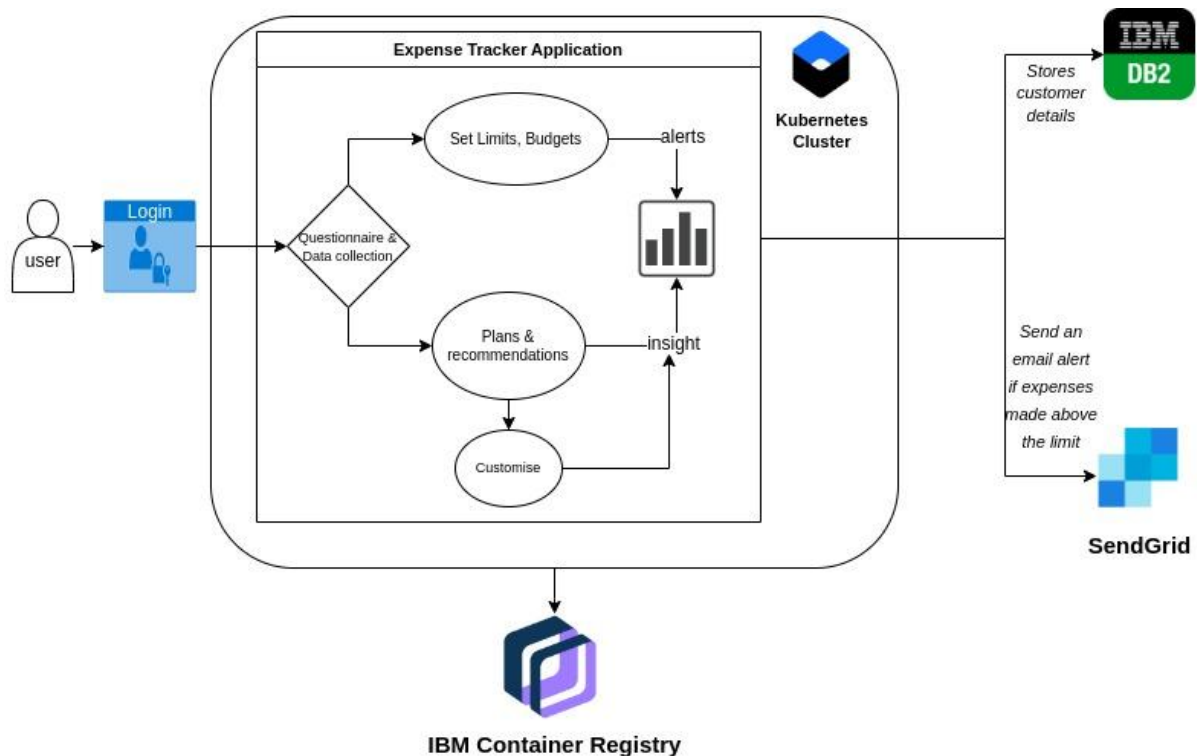 Expense Tracker Application
Kubernetes
Cluster
IBM
DB2
Stores
customer
details
Set Limits, Budgets
alerts
Login
user
Questionnaire &
Data collection
Plans &
recommendations
insight
Customise
Send an
email alert
if expenses
made above
the limit
SendGrid
IBM Container Registry